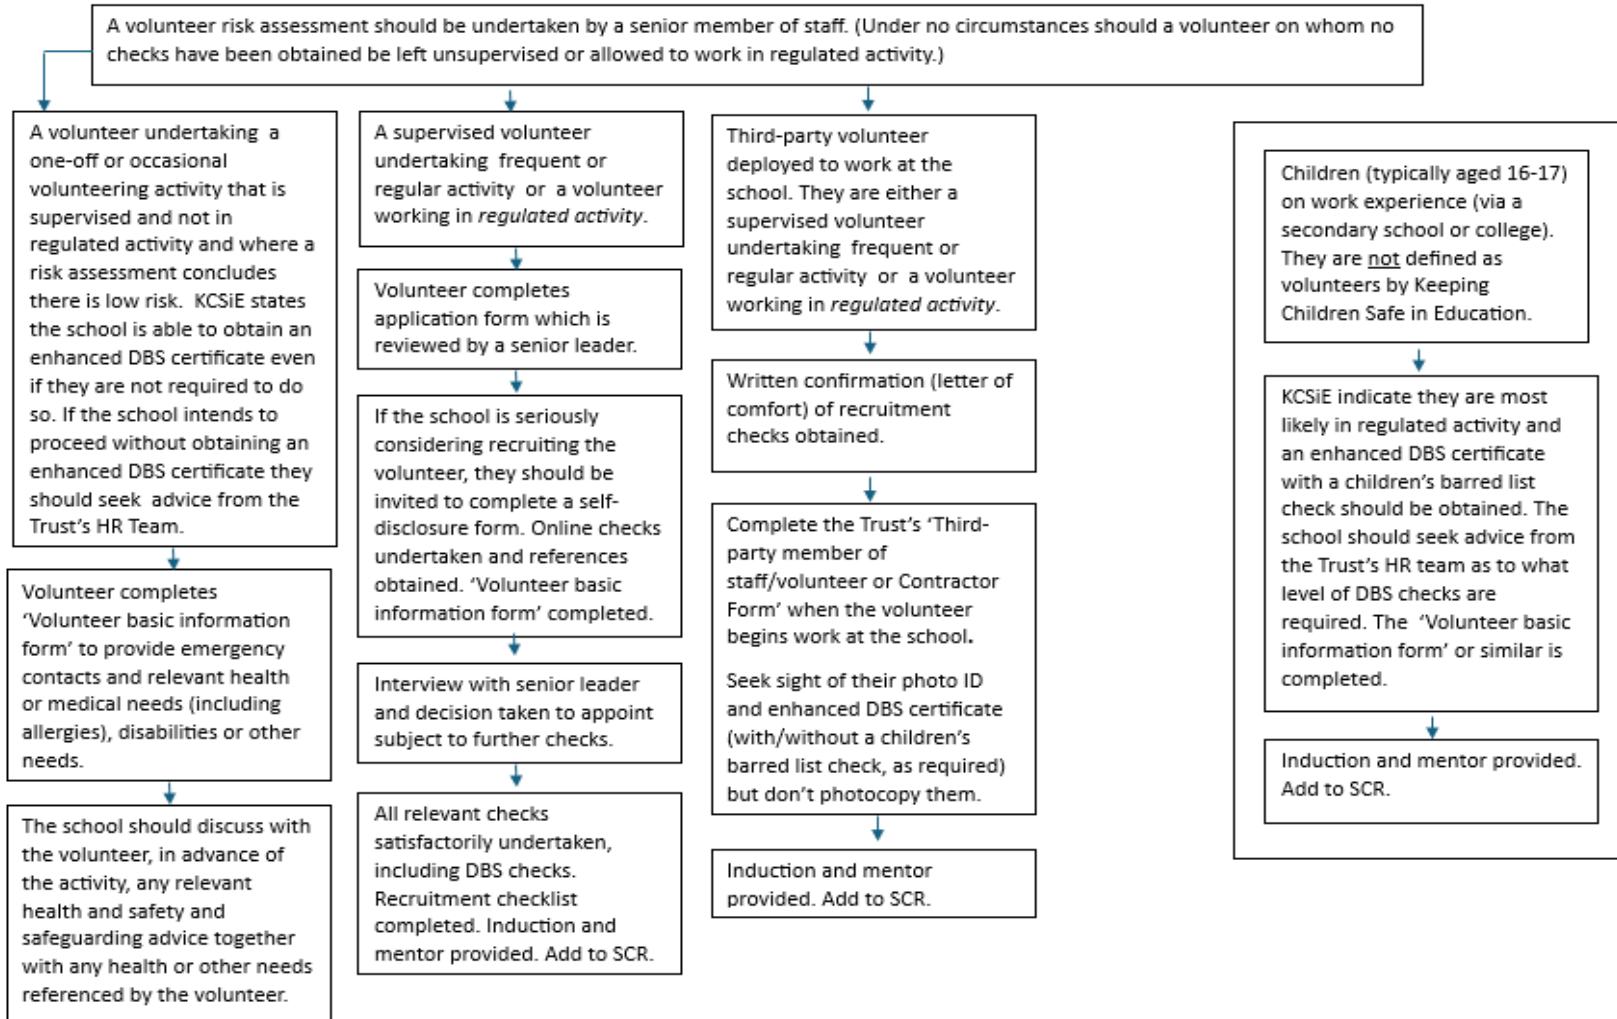 A volunteer risk assessment should be undertaken by a senior member of staff. (Under no circumstances should a volunteer on whom no
checks have been obtained be left unsupervised or allowed to work in regulated activity.)
A volunteer undertaking a
one-off or occasional
volunteering activity that is
supervised and not in
regulated activity and where a
risk assessment concludes
there is low risk. KCSiE states
the school is able to obtain an
enhanced DBS certificate even
if they are not required to do
so. If the school intends to
proceed without obtaining an
enhanced DBS certificate they
should seek advice from the
Trust's HR Team.
Volunteer completes
'Volunteer basic information
form' to provide emergency
contacts and relevant health
or medical needs (including
allergies), disabilities or other
needs.
The school should discuss with
the volunteer, in advance of
the activity, any relevant
health and safety and
safeguarding advice together
with any health or other needs
referenced by the volunteer.
A supervised volunteer
undertaking frequent or
regular activity or a volunteer
working in regulated activity.
Volunteer completes
application form which is
reviewed by a senior leader.
If the school is seriously
considering recruiting the
volunteer, they should be
invited to complete a self-
disclosure form. Online checks
undertaken and references
obtained. 'Volunteer basic
information form' completed.
Interview with senior leader
and decision taken to appoint
subject to further checks.
All relevant checks
satisfactorily undertaken,
including DBS checks.
Recruitment checklist
completed. Induction and
mentor provided. Add to SCR.
Third-party volunteer
deployed to work at the
school. They are either a
supervised volunteer
undertaking frequent or
regular activity or a volunteer
working in regulated activity.
Written confirmation (letter of
comfort) of recruitment
checks obtained.
Complete the Trust's 'Third-
party member of
staff/volunteer or Contractor
Form' when the volunteer
begins work at the school.
Seek sight of their photo ID
and enhanced DBS certificate
(with/without a children's
barred list check, as required)
but don't photocopy them.
Induction and mentor
provided. Add to SCR.
Children (typically aged 16-17)
on work experience (via a
secondary school or college).
They are not defined as
volunteers by Keeping
Children Safe in Education.
KCSiE indicate they are most
likely in regulated activity and
an enhanced DBS certificate
with a children's barred list
check should be obtained. The
school should seek advice from
the Trust's HR team as to what
level of DBS checks are
required. The 'Volunteer basic
information form' or similar is
completed.
Induction and mentor provided.
Add to SCR.